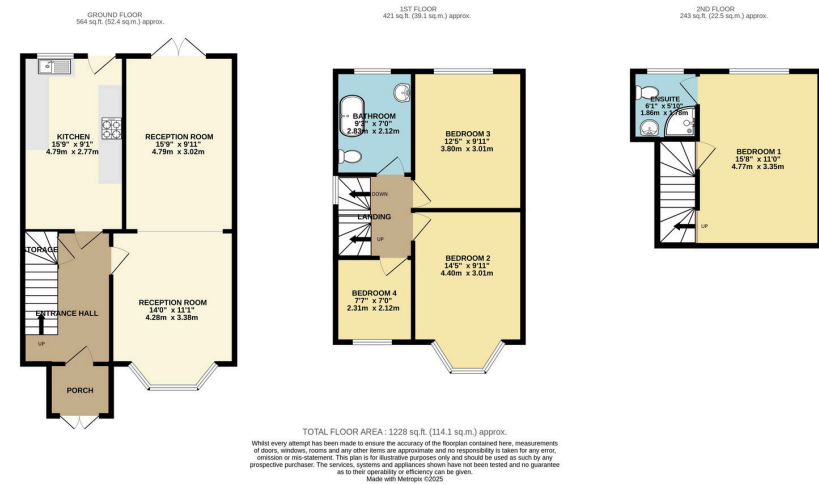 GROUND FLOOR
564 sq.ft. (52.4 sq.m.) approx.
KITCHEN
15'9" x 9'1"
4.79m x 2.77m
RECEPTION ROOM
15'9" x 9'11"
4.79m x 3.02m
STORAGE
ENTRANCE HALL
UP
RECEPTION ROOM
14'0" x 11'1"
4.28m x 3.38m
PORCH
1ST FLOOR
421 sq.ft. (39.1 sq.m.) approx.
BATHROOM
9'3" x 7'0"
2.83m x 2.12m
BEDROOM 3
12'5" x 9'11"
3.80m x 3.01m
DOWN
LANDING
UP
BEDROOM 2
14'5" x 9'11"
4.40m x 3.01m
BEDROOM 4
7'7" x 7'0"
2.31m x 2.12m
2ND FLOOR
243 sq.ft. (22.5 sq.m.) approx.
ENSUITE
6'1" x 5'10"
1.86m x 1.78m
BEDROOM 1
15'8" x 11'0"
4.77m x 3.35m
UP
TOTAL FLOOR AREA : 1228 sq.ft. (114.1 sq.m.) approx.
Whilst every attempt has been made to ensure the accuracy of the floorplan contained here, measurements
of doors, windows, rooms and any other items are approximate and no responsibility is taken for any error,
omission or mis-statement. This plan is for illustrative purposes only and should be used as such by any
prospective purchaser. The services, systems and appliances shown have not been tested and no guarantee
as to their operability or efficiency can be given.
Made with Metropix ©2025